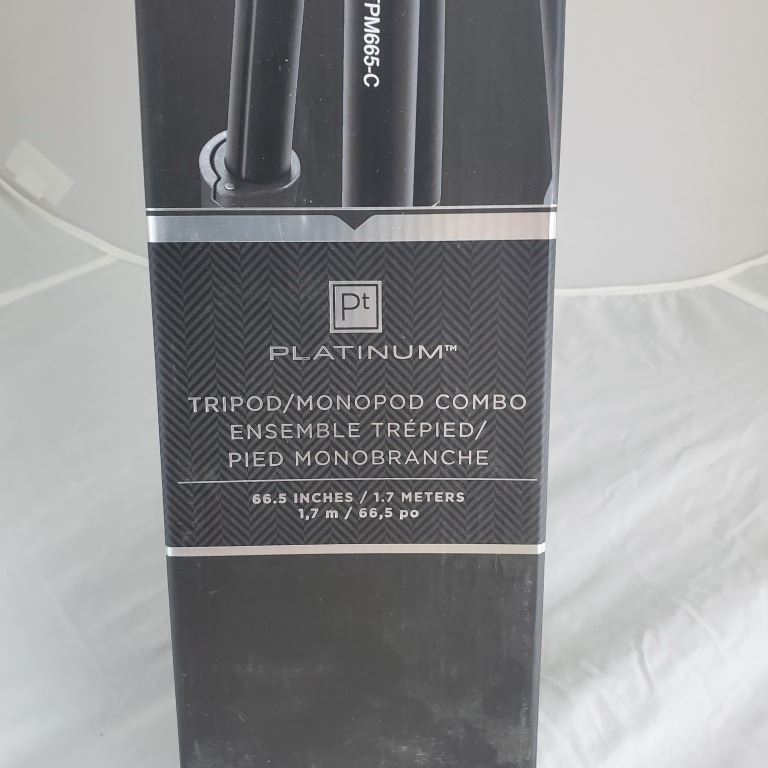 TPM665-C
Pt
PLATINUM™
TRIPOD/MONOPOD COMBO
ENSEMBLE TRÉPIED/
PIED MONOBRANCHE
66.5 INCHES / 1.7 METERS
1,7 m / 66,5 po